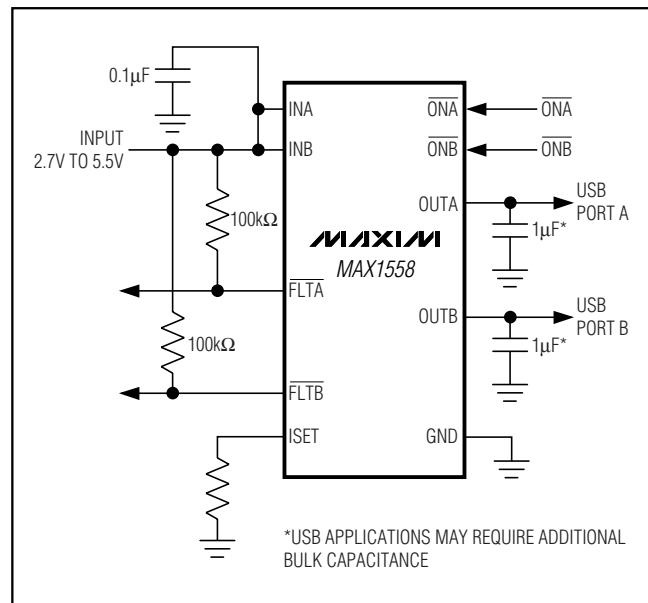 0.1μF
INPUT
2.7V TO 5.5V
100kΩ
100kΩ
INA
INB
FLTA
FLTB
ISET
MAXIM
MAX1558
ONA
ONB
OUTA
OUTB
GND
ONA
ONB
USB
PORT A
1μF*
USB
PORT B
1μF*
*USB APPLICATIONS MAY REQUIRE ADDITIONAL
BULK CAPACITANCE